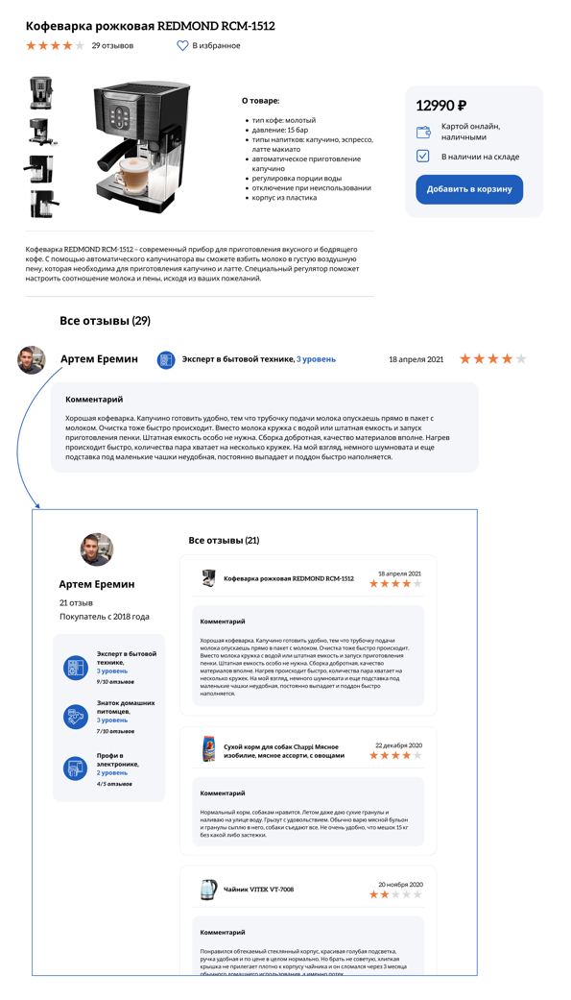 Кофеварка рожковая REDMOND RCM-1512
29 отзывов
В избранное
О товаре:
тип кофе: молотый
давление: 15 бар
типы напитков: капучино, эспрессо,
латте макиато
автоматическое приготовление
капучино
регулировка порции воды
отключение при неиспользовании
корпус из пластика
12990 ₽
Картой онлайн,
наличными
В наличии на складе
Добавить в корзину
Кофеварка REDMOND RCM-1512 – современный прибор для приготовления вкусного и бодрящего
кофе. С помощью автоматического капучинатора вы сможете взбить молоко в густую воздушную
пену, которая необходима для приготовления капучино и латте. Специальный регулятор поможет
настроить соотношение молока и пены, исходя из ваших пожеланий.
Все отзывы (29)
Артем Еремин
Эксперт в бытовой технике, 3 уровень
18 апреля 2021
Комментарий
Хорошая кофеварка. Капучино готовить удобно, тем что трубочку подачи молока опускаешь прямо в пакет с
молоком. Очистка тоже быстро происходит. Вместо молока кружка с водой или штатная емкость и запуск
приготовления пенки. Штатная емкость особо не нужна. Сборка добротная, качество материалов вполне. Нагрев
происходит быстро, количества пара хватает на несколько кружек. На мой взгляд, немного шумновата и еще
подставка под маленькие чашки неудобная, постоянно выпадает и поддон быстро наполняется.
Артем Еремин
21 отзыв
Покупатель с 2018 года
Эксперт в бытовой
технике,
3 уровень
9/10 отзывов
Знаток домашних
питомцев,
3 уровень
7/10 отзывов
Профи в
электронике,
2 уровень
4/5 отзывов
Все отзывы (21)
Кофеварка рожковая REDMOND RCM-1512
18 апреля 2021
Комментарий
Хорошая кофеварка. Капучино готовить удобно, тем что трубочку подачи
молока опускаешь прямо в пакет с молоком. Очистка тоже быстро происходит.
Вместо молока кружка с водой или штатная емкость и запуск приготовления
пенки. Штатная емкость особо не нужна. Сборка добротная, качество
материалов вполне. Нагрев происходит быстро, количества пара хватает на
несколько кружек. На мой взгляд, немного шумновата и еще подставка под
маленькие чашки неудобная, постоянно выпадает и поддон быстро
наполняется.
Сухой корм для собак Chappi Мясное
изобилие, мясное ассорти, с овощами
22 декабря 2020
Комментарий
Нормальный корм, собакам нравится. Летом даже даю сухие гранулы и
наливаю на улице воду. Грызут с удовольствием. Обычно варю мясной бульон
и гранулы сыплю в него, собаки съедают все. Не очень удобно, что мешок 15 кг
без какой либо застежки.
Чайник VITEK VT-7008
20 ноября 2020
Комментарий
Понравился обтекаемый стеклянный корпус, красивая голубая подсветка,
ручка удобная и по цене в целом нормально. Но брать не советую, хлипкая
крышка не прилегает плотно к корпусу чайника и он сломался через 3 месяца
обычного домашнего использования, а именно потек.